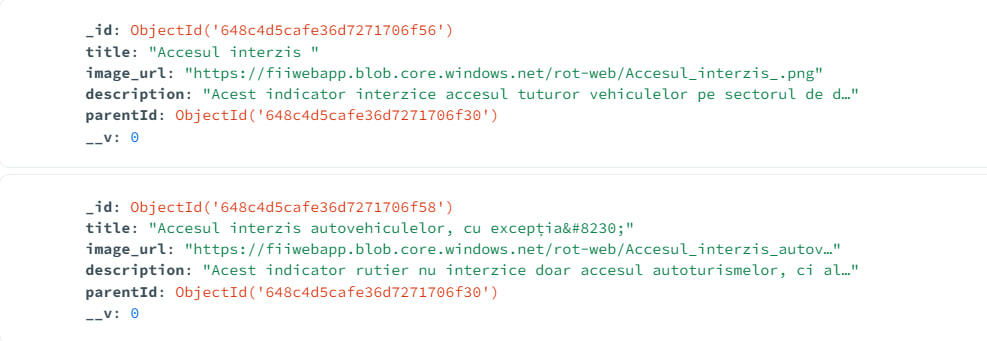 _id: ObjectId('648c4d5cafe36d7271706f56')
title: "Accesul interzis "
image_url: "https://fiiwebapp.blob.core.windows.net/rot-web/Accesul_interzis_.png"
description: "Acest indicator interzice accesul tuturor vehiculelor pe sectorul de d…"
parentId: ObjectId('648c4d5cafe36d7271706f30')
__v: 0
_id: ObjectId('648c4d5cafe36d7271706f58')
title: "Accesul interzis autovehiculelor, cu excepția&#8230;"
image_url: "https://fiiwebapp.blob.core.windows.net/rot-web/Accesul_interzis_autov…"
description: "Acest indicator rutier nu interzice doar accesul autoturismelor, ci al…"
parentId: ObjectId('648c4d5cafe36d7271706f30')
__v: 0